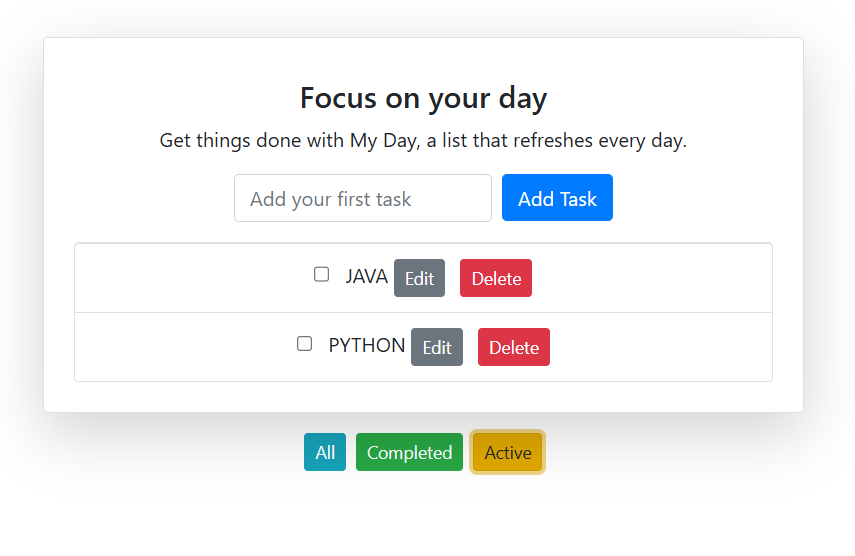 Focus on your day
Get things done with My Day, a list that refreshes every day.
Add your first task Add Task
JAVA Edit Delete
PYTHON Edit Delete
All Completed Active